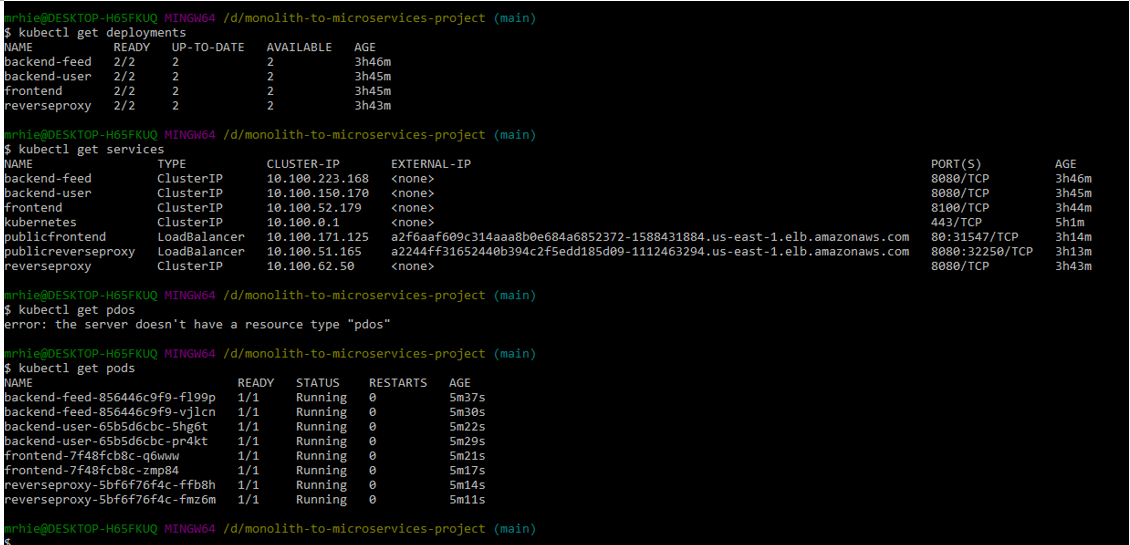 mrhie@DESKTOP-H65FKUQ MINGW64 /d/monolith-to-microservices-project (main)
$ kubectl get deployments
NAME READY UP-TO-DATE AVAILABLE AGE
backend-feed 2/2 2 2 3h46m
backend-user 2/2 2 2 3h45m
frontend 2/2 2 2 3h45m
reverseproxy 2/2 2 2 3h43m
mrhie@DESKTOP-H65FKUQ MINGW64 /d/monolith-to-microservices-project (main)
$ kubectl get services
NAME TYPE CLUSTER-IP EXTERNAL-IP PORT(S) AGE
backend-feed ClusterIP 10.100.223.168 <none> 8080/TCP 3h46m
backend-user ClusterIP 10.100.150.170 <none> 8080/TCP 3h45m
frontend ClusterIP 10.100.52.179 <none> 8100/TCP 3h44m
kubernetes ClusterIP 10.100.0.1 <none> 443/TCP 5h1m
publicfrontend LoadBalancer 10.100.171.125 a2f6aaf609c314aaa8b0e684a6852372-1588431884.us-east-1.elb.amazonaws.com 80:31547/TCP 3h14m
publicreverseproxy LoadBalancer 10.100.51.165 a2244ff31652440b394c2f5edd185d09-1112463294.us-east-1.elb.amazonaws.com 8080:32250/TCP 3h13m
reverseproxy ClusterIP 10.100.62.50 <none> 8080/TCP 3h43m
mrhie@DESKTOP-H65FKUQ MINGW64 /d/monolith-to-microservices-project (main)
$ kubectl get pdos
error: the server doesn't have a resource type "pdos"
mrhie@DESKTOP-H65FKUQ MINGW64 /d/monolith-to-microservices-project (main)
$ kubectl get pods
NAME READY STATUS RESTARTS AGE
backend-feed-856446c9f9-fl99p 1/1 Running 0 5m37s
backend-feed-856446c9f9-vjlcn 1/1 Running 0 5m30s
backend-user-65b5d6cbc-5hg6t 1/1 Running 0 5m22s
backend-user-65b5d6cbc-pr4kt 1/1 Running 0 5m29s
frontend-7f48fcb8c-q6www 1/1 Running 0 5m21s
frontend-7f48fcb8c-zmp84 1/1 Running 0 5m17s
reverseproxy-5bf6f76f4c-ffb8h 1/1 Running 0 5m14s
reverseproxy-5bf6f76f4c-fmz6m 1/1 Running 0 5m11s
mrhie@DESKTOP-H65FKUQ MINGW64 /d/monolith-to-microservices-project (main)
$